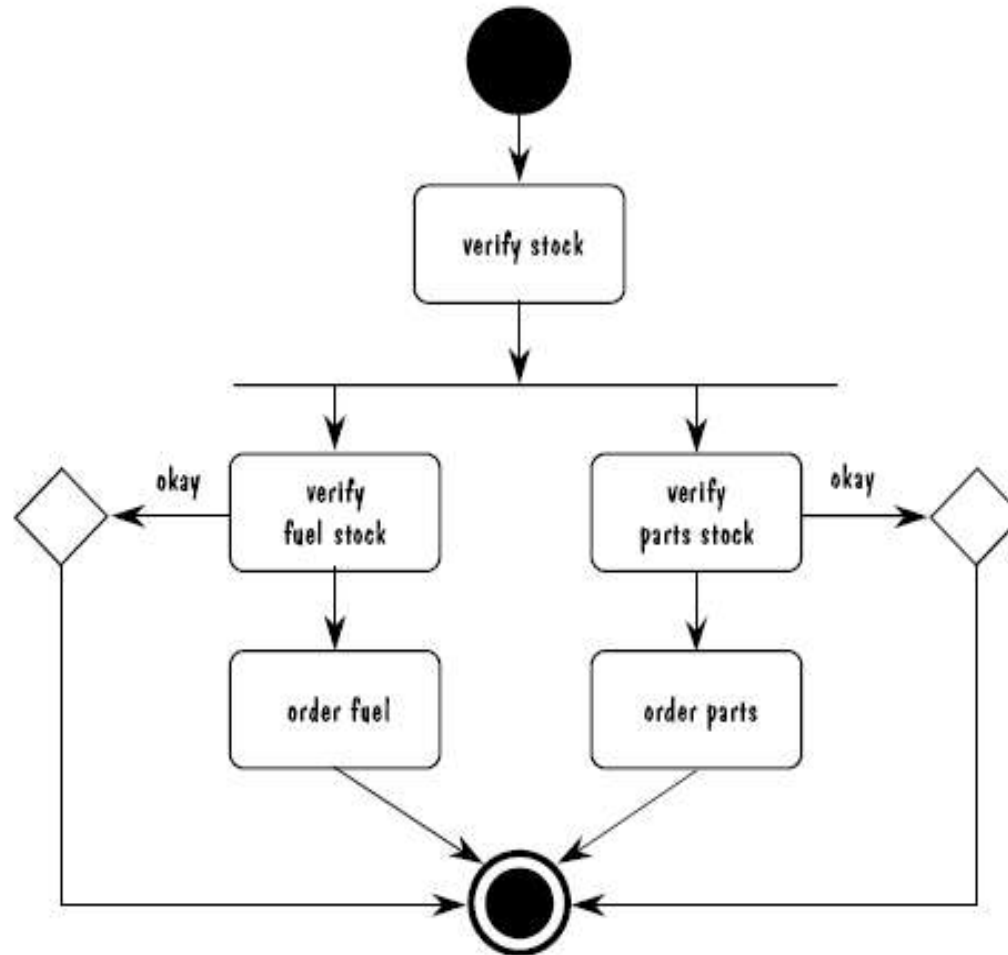 verify stock
okay
verify
fuel stock
verify
parts stock
okay
order fuel
order parts